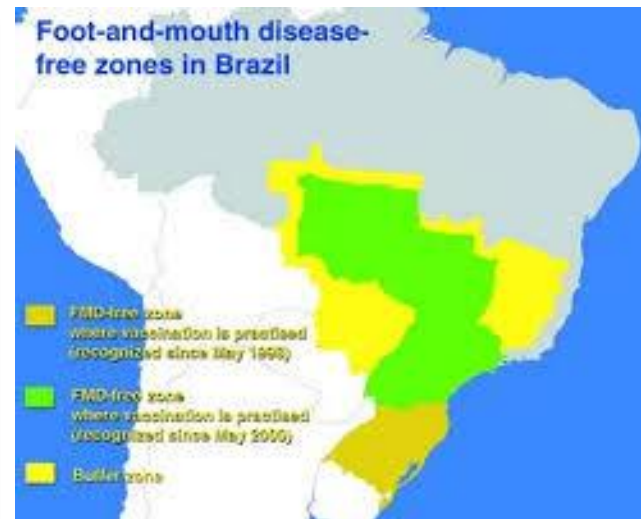 Foot-and-mouth disease-
free zones in Brazil
FMD-free zone
where vaccination is practised
(recognized since May 1998)
FMD-free zone
where vaccination is practised
(recognized since May
Buffer zone